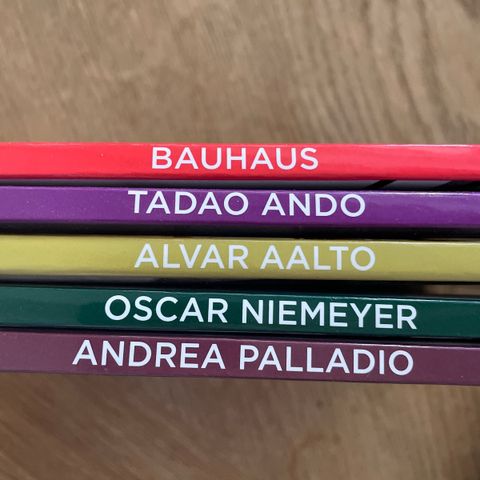 BAUHAUS
TADAO ANDO
ALVAR AALTO
OSCAR NIEMEYER
ANDREA PALLADIO